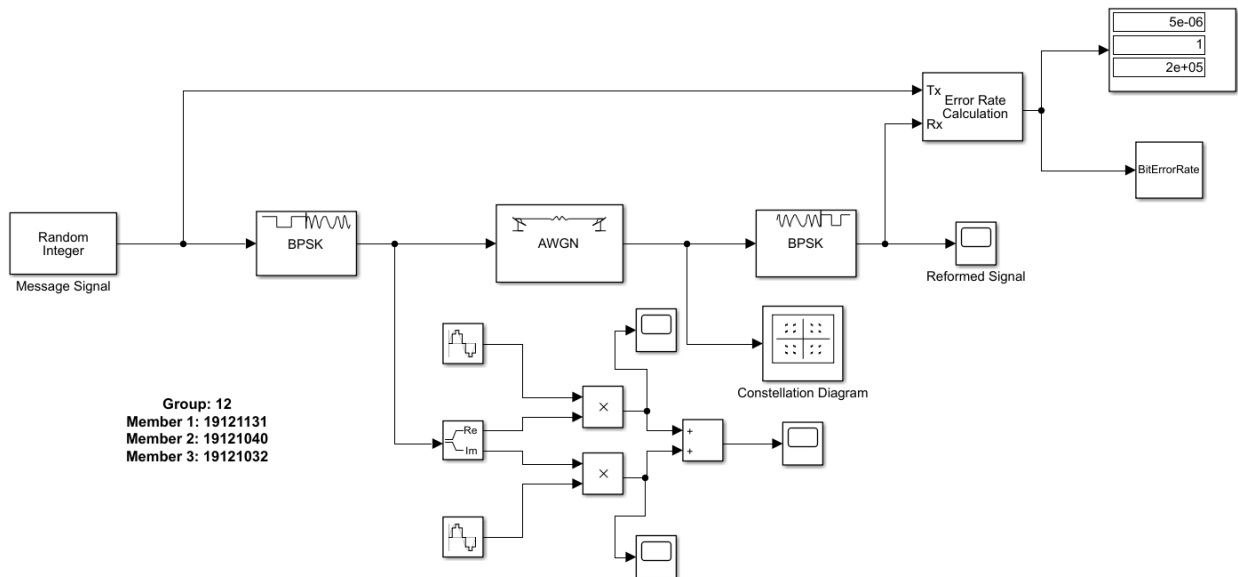 5e-06
1
2e+05
Tx
Error Rate
Calculation
Rx
BitErrorRate
Random
Integer
Message Signal
BPSK
AWGN
BPSK
Reformed Signal
Constellation Diagram
Group: 12
Member 1: 19121131
Member 2: 19121040
Member 3: 19121032
×
Re
Im
+
+
×